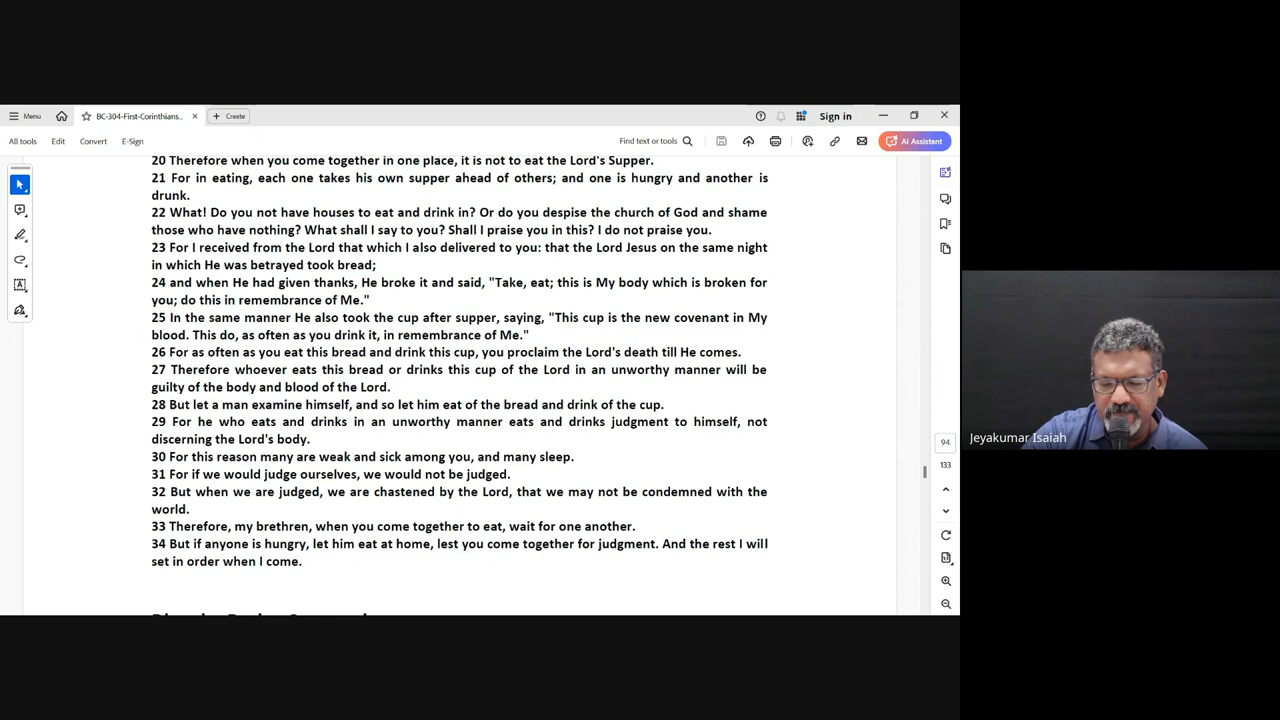 Menu
BC-304-First-Corinthians...
Create
Sign in
All tools
Edit
Convert
E-Sign
Find text or tools
AI Assistant
20 Therefore when you come together in one place, it is not to eat the Lord's Supper.
21 For in eating, each one takes his own supper ahead of others; and one is hungry and another is
drunk.
22 What! Do you not have houses to eat and drink in? Or do you despise the church of God and shame
those who have nothing? What shall I say to you? Shall I praise you in this? I do not praise you.
23 For I received from the Lord that which I also delivered to you: that the Lord Jesus on the same night
in which He was betrayed took bread;
24 and when He had given thanks, He broke it and said, "Take, eat; this is My body which is broken for
you; do this in remembrance of Me."
25 In the same manner He also took the cup after supper, saying, "This cup is the new covenant in My
blood. This do, as often as you drink it, in remembrance of Me."
26 For as often as you eat this bread and drink this cup, you proclaim the Lord's death till He comes.
27 Therefore whoever eats this bread or drinks this cup of the Lord in an unworthy manner will be
guilty of the body and blood of the Lord.
28 But let a man examine himself, and so let him eat of the bread and drink of the cup.
29 For he who eats and drinks in an unworthy manner eats and drinks judgment to himself, not
discerning the Lord's body.
30 For this reason many are weak and sick among you, and many sleep.
31 For if we would judge ourselves, we would not be judged.
32 But when we are judged, we are chastened by the Lord, that we may not be condemned with the
world.
33 Therefore, my brethren, when you come together to eat, wait for one another.
34 But if anyone is hungry, let him eat at home, lest you come together for judgment. And the rest I will
set in order when I come.
94
133
Jeyakumar Isaiah